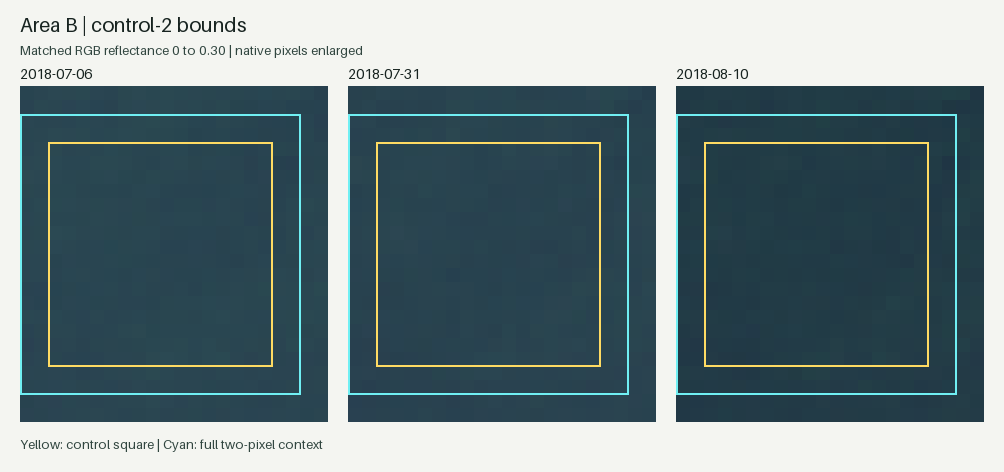 Area B | control-2 bounds
Matched RGB reflectance 0 to 0.30 | native pixels enlarged
2018-07-06
2018-07-31
2018-08-10
Yellow: control square | Cyan: full two-pixel context